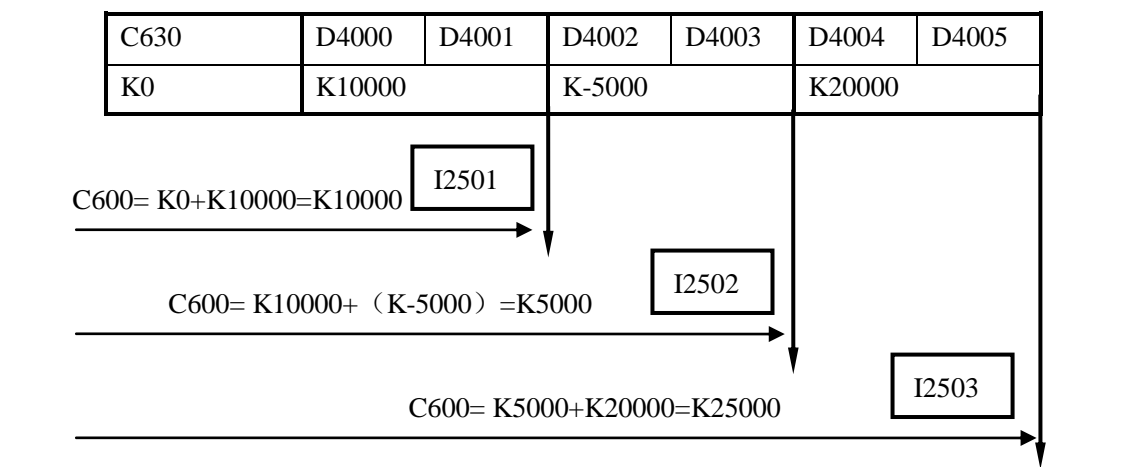 C630 D4000 D4001 D4002 D4003 D4004 D4005
K0 K10000 K-5000 K20000
I2501
C600= K0+K10000=K10000
I2502
C600= K10000+（K-5000）=K5000
I2503
C600= K5000+K20000=K25000